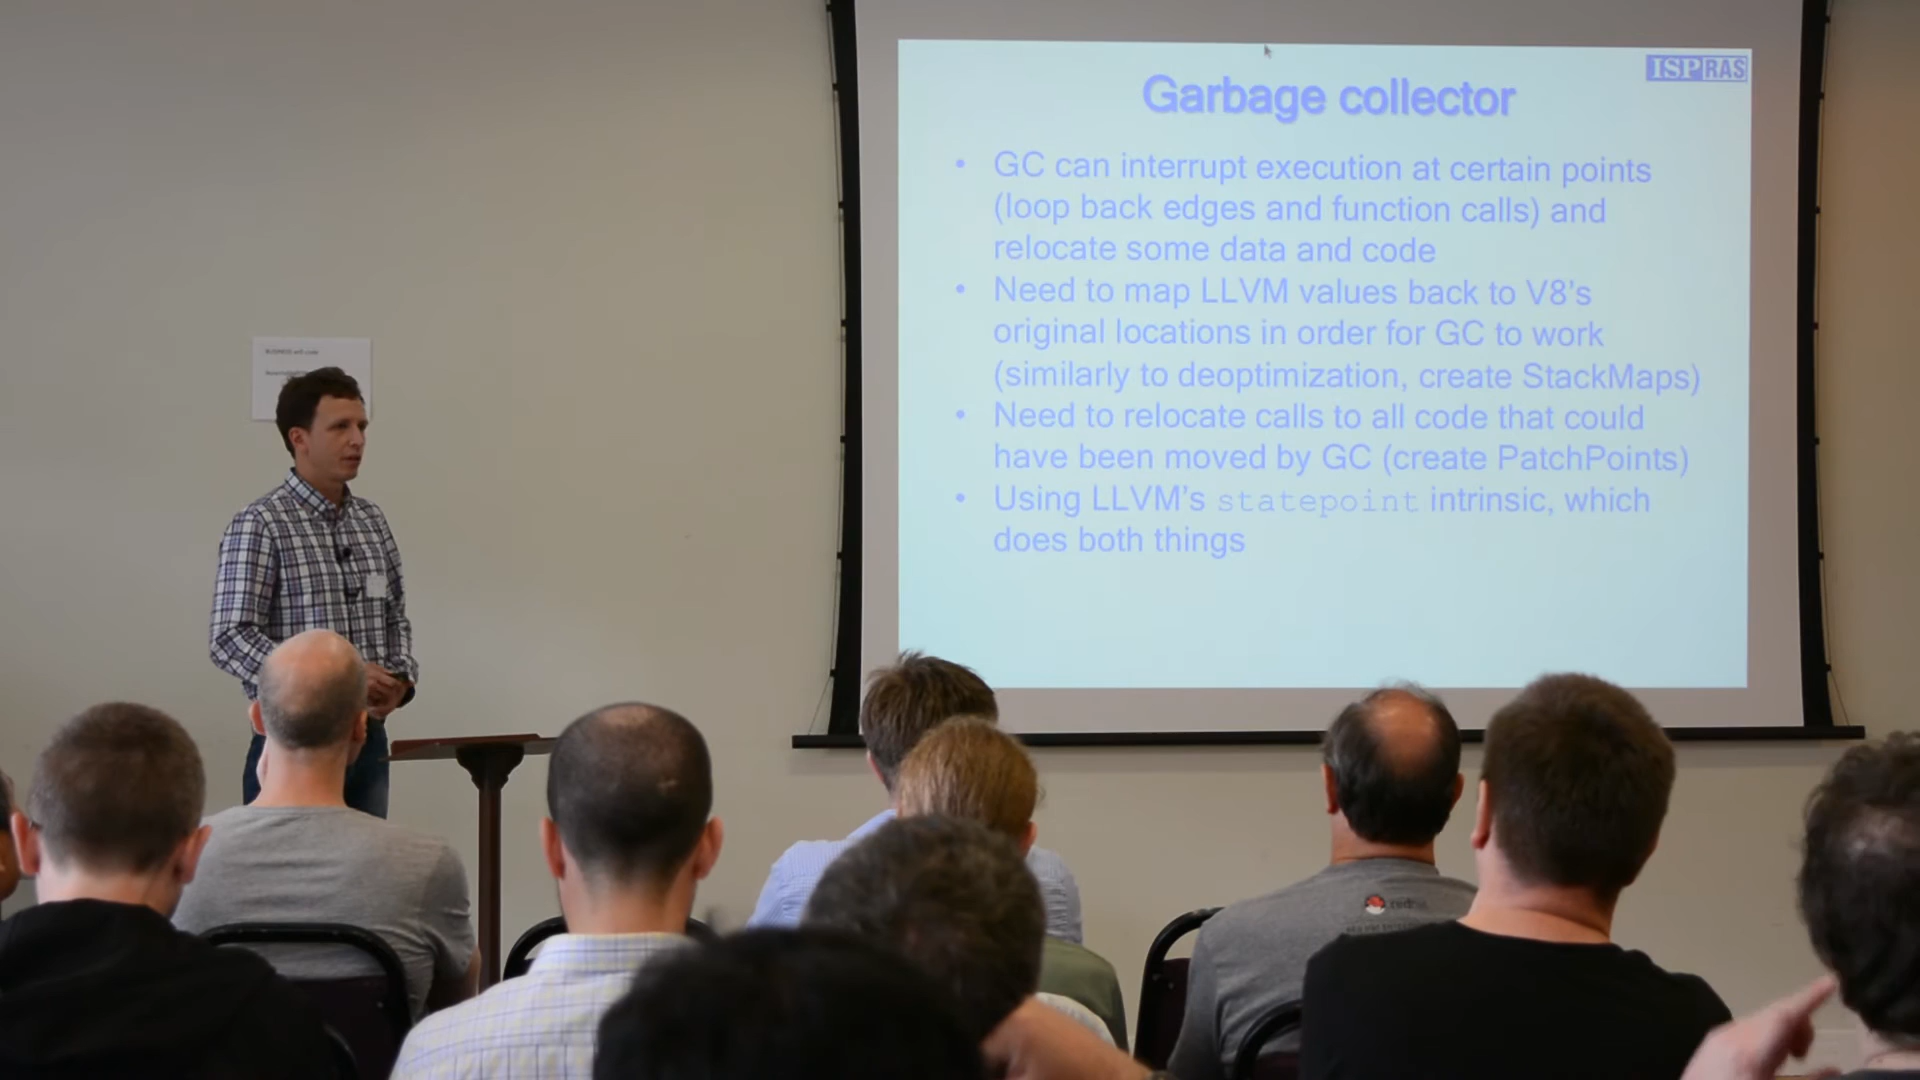 ISP RAS
Garbage collector
• GC can interrupt execution at certain points
(loop back edges and function calls) and
relocate some data and code
• Need to map LLVM values back to V8's
original locations in order for GC to work
(similarly to deoptimization, create StackMaps)
• Need to relocate calls to all code that could
have been moved by GC (create PatchPoints)
• Using LLVM's statepoint intrinsic, which
does both things